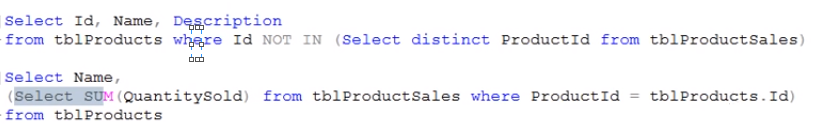 Select Id, Name, Description
from tblProducts where Id NOT IN (Select distinct ProductId from tblProductSales)
Select Name,
(Select SUM(QuantitySold) from tblProductSales where ProductId = tblProducts.Id)
from tblProducts